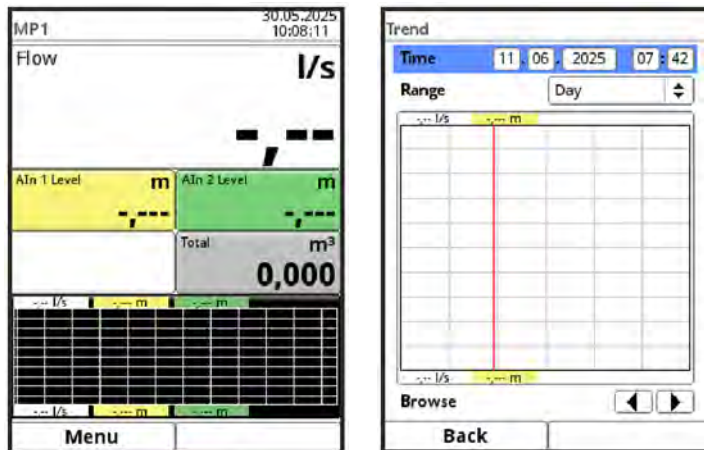 MP1
30.05.2025
10:08:11
Flow
l/s
-,--
AIn 1 Level m
-,---
AIn 2 Level m
-,---
Total m³
0,000
-,-- l/s -,--- m -,--- m
-,-- l/s -,--- m -,--- m
Menu
Trend
Time 11 . 06 . 2025 07 : 42
Range Day
-,-- l/s -,--- m
-,-- l/s -,--- m
Browse
Back